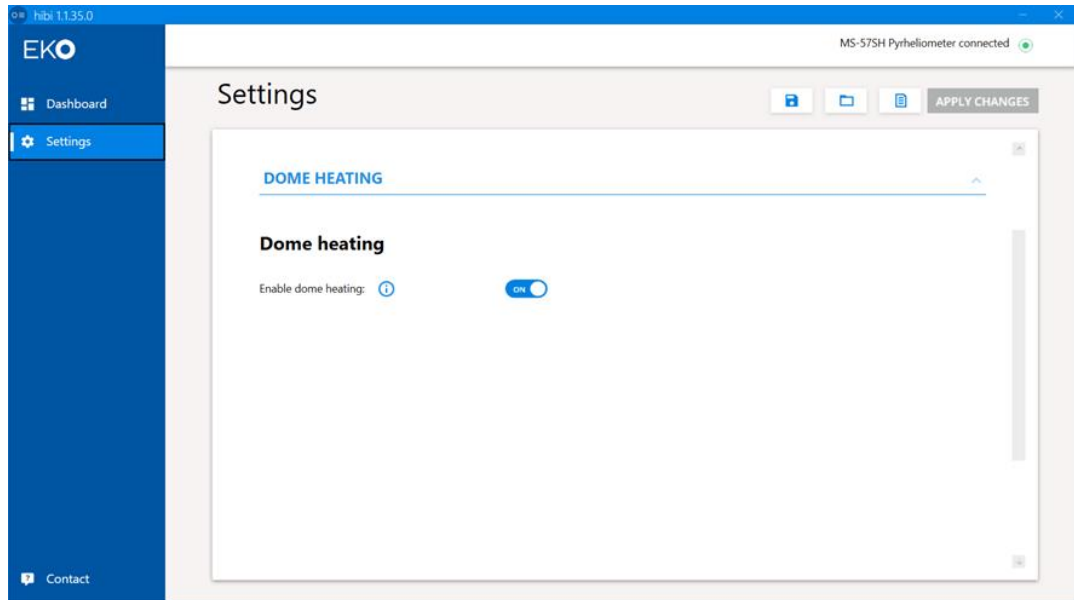 hibi 1.1.35.0
EKO
MS-57SH Pyrheliometer connected
Dashboard
Settings
Settings
APPLY CHANGES
DOME HEATING
Dome heating
Enable dome heating:
ON
Contact